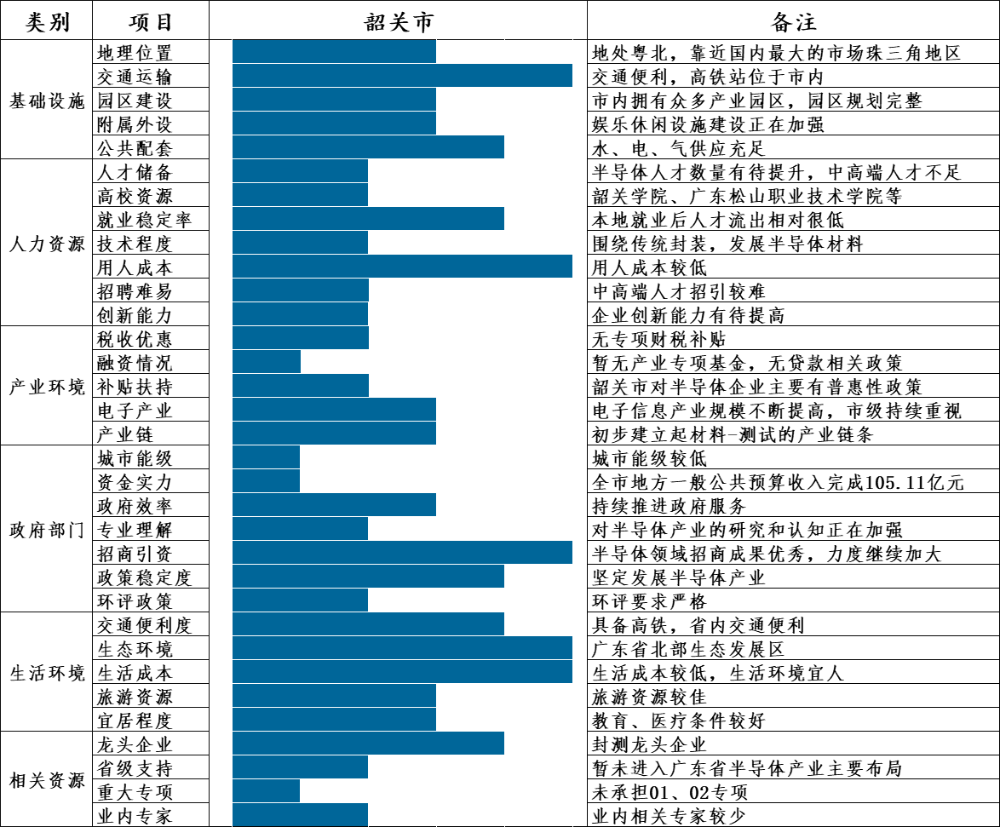 类别 项目 韶关市 备注
基础设施 地理位置 地处粤北，靠近国内最大的市场珠三角地区
交通运输 交通便利，高铁站位于市内
园区建设 市内拥有众多产业园区，园区规划完整
附属外设 娱乐休闲设施建设正在加强
公共配套 水、电、气供应充足
人力资源 人才储备 半导体人才数量有待提升，中高端人才不足
高校资源 韶关学院、广东松山职业技术学院等
就业稳定率 本地就业后人才流出相对很低
技术程度 围绕传统封装，发展半导体材料
用人成本 用人成本较低
招聘难易 中高端人才招引较难
创新能力 企业创新能力有待提高
产业环境 税收优惠 无专项财税补贴
融资情况 暂无产业专项基金，无贷款相关政策
补贴扶持 韶关市对半导体企业主要有普惠性政策
电子产业 电子信息产业规模不断提高，市级持续重视
产业链 初步建立起材料-测试的产业链条
政府部门 城市能级 城市能级较低
资金实力 全市地方一般公共预算收入完成105.11亿元
政府效率 持续推进政府服务
专业理解 对半导体产业的研究和认知正在加强
招商引资 半导体领域招商成果优秀，力度继续加大
政策稳定度 坚定发展半导体产业
环评政策 环评要求严格
生活环境 交通便利度 具备高铁，省内交通便利
生态环境 广东省北部生态发展区
生活成本 生活成本较低，生活环境宜人
旅游资源 旅游资源较佳
宜居程度 教育、医疗条件较好
相关资源 龙头企业 封测龙头企业
省级支持 暂未进入广东省半导体产业主要布局
重大专项 未承担01、02专项
业内专家 业内相关专家较少